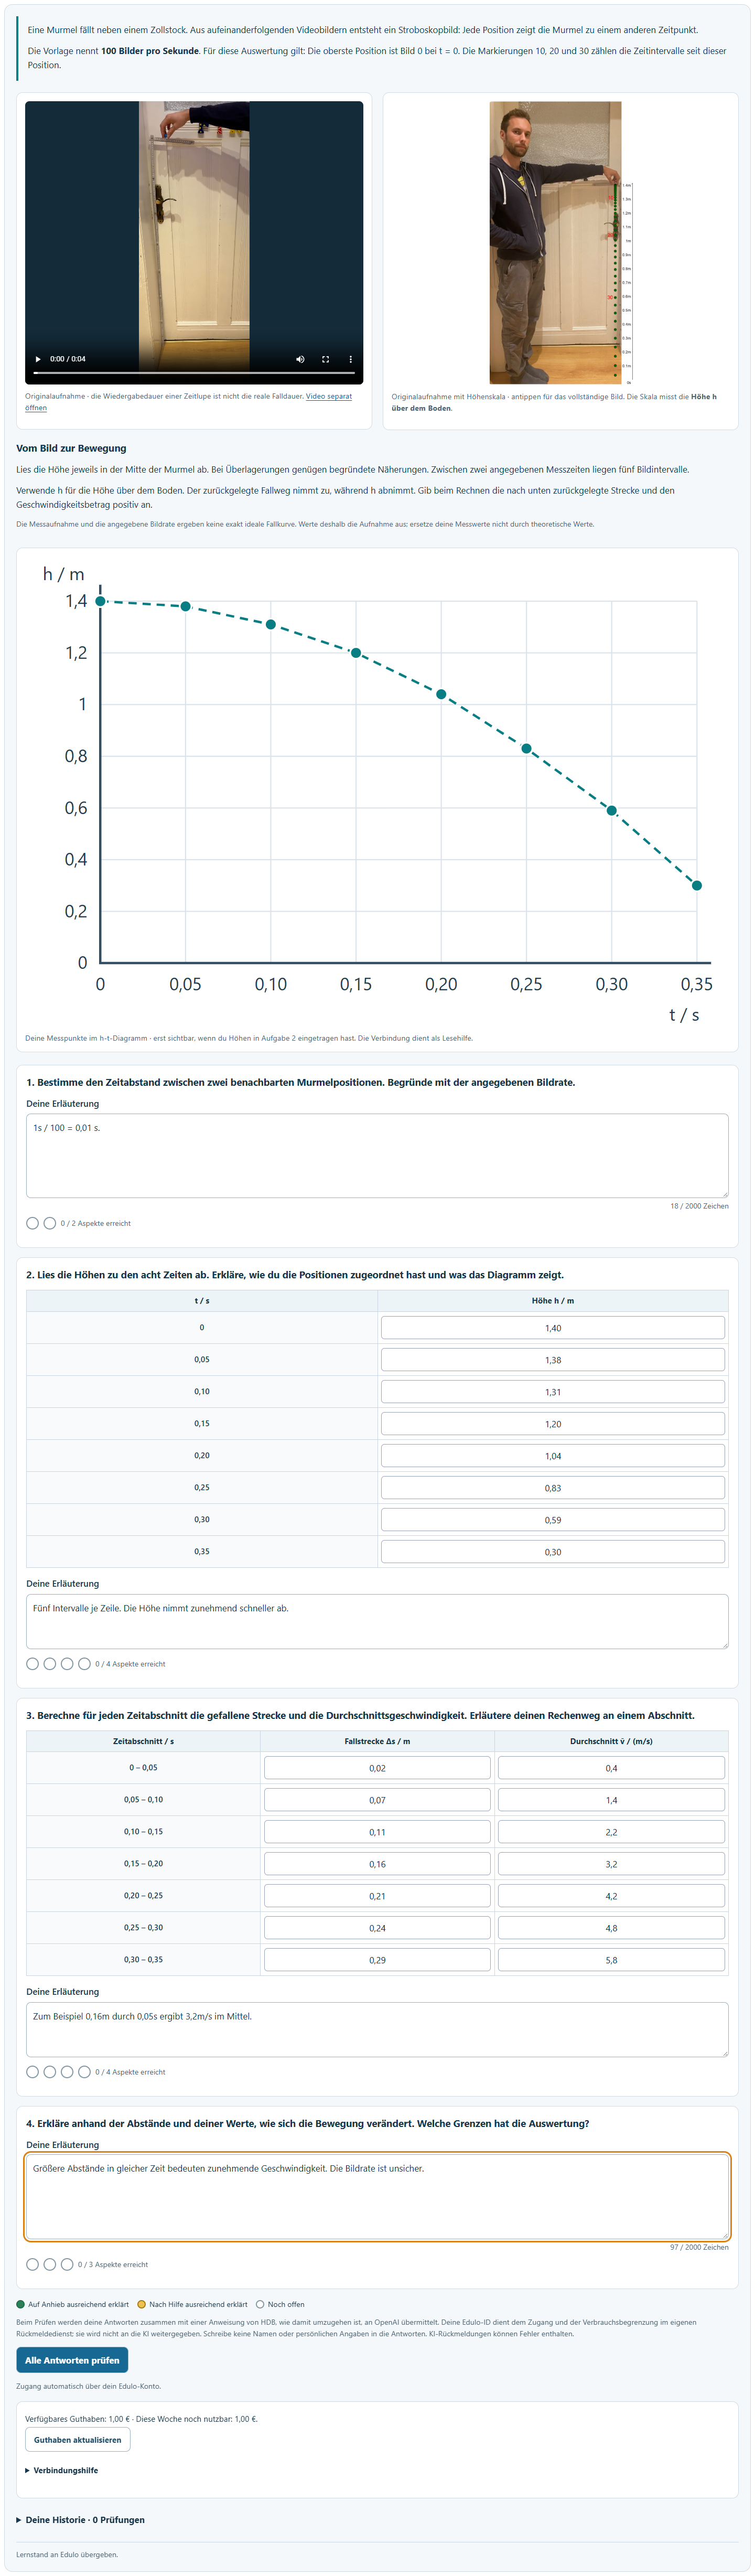 Eine Murmel fällt neben einem Zollstock. Aus aufeinanderfolgenden Videobildern entsteht ein Stroboskopbild: Jede Position zeigt die Murmel zu einem anderen Zeitpunkt.
Die Vorlage nennt 100 Bilder pro Sekunde. Für diese Auswertung gilt: Die oberste Position ist Bild 0 bei t = 0. Die Markierungen 10, 20 und 30 zählen die Zeitintervalle seit dieser
Position.
0:00 / 0:04
Originalaufnahme · die Wiedergabedauer einer Zeitlupe ist nicht die reale Falldauer. Video separat
öffnen
1.4m
1.3m
1.2m
1.1m
1m
0.9m
0.8m
0.7m
0.6m
0.5m
0.4m
0.3m
0.2m
0.1m
Originalaufnahme mit Höhenskala · antippen für das vollständige Bild. Die Skala misst die Höhe h
über dem Boden.
Vom Bild zur Bewegung
Lies die Höhe jeweils in der Mitte der Murmel ab. Bei Überlagerungen genügen begründete Näherungen. Zwischen zwei angegebenen Messzeiten liegen fünf Bildintervalle.
Verwende h für die Höhe über dem Boden. Der zurückgelegte Fallweg nimmt zu, während h abnimmt. Gib beim Rechnen die nach unten zurückgelegte Strecke und den
Geschwindigkeitsbetrag positiv an.
Die Messaufnahme und die angegebene Bildrate ergeben keine exakt ideale Fallkurve. Werte deshalb die Aufnahme aus; ersetze deine Messwerte nicht durch theoretische Werte.
h / m
1,4
1,2
1
0,8
0,6
0,4
0,2
0
0 0,05 0,10 0,15 0,20 0,25 0,30 0,35
t / s
Deine Messpunkte im h-t-Diagramm · erst sichtbar, wenn du Höhen in Aufgabe 2 eingetragen hast. Die Verbindung dient als Lesehilfe.
1. Bestimme den Zeitabstand zwischen zwei benachbarten Murmelpositionen. Begründe mit der angegebenen Bildrate.
Deine Erläuterung
1s / 100 = 0,01 s.
18 / 2000 Zeichen
0 / 2 Aspekte erreicht
2. Lies die Höhen zu den acht Zeiten ab. Erkläre, wie du die Positionen zugeordnet hast und was das Diagramm zeigt.
t / s Höhe h / m
0 1,40
0,05 1,38
0,10 1,31
0,15 1,20
0,20 1,04
0,25 0,83
0,30 0,59
0,35 0,30
Deine Erläuterung
Fünf Intervalle je Zeile. Die Höhe nimmt zunehmend schneller ab.
0 / 4 Aspekte erreicht
3. Berechne für jeden Zeitabschnitt die gefallene Strecke und die Durchschnittsgeschwindigkeit. Erläutere deinen Rechenweg an einem Abschnitt.
Zeitabschnitt / s Fallstrecke Δs / m Durchschnitt v̄ / (m/s)
0 – 0,05 0,02 0,4
0,05 – 0,10 0,07 1,4
0,10 – 0,15 0,11 2,2
0,15 – 0,20 0,16 3,2
0,20 – 0,25 0,21 4,2
0,25 – 0,30 0,24 4,8
0,30 – 0,35 0,29 5,8
Deine Erläuterung
Zum Beispiel 0,16m durch 0,05s ergibt 3,2m/s im Mittel.
0 / 4 Aspekte erreicht
4. Erkläre anhand der Abstände und deiner Werte, wie sich die Bewegung verändert. Welche Grenzen hat die Auswertung?
Deine Erläuterung
Größere Abstände in gleicher Zeit bedeuten zunehmende Geschwindigkeit. Die Bildrate ist unsicher.
97 / 2000 Zeichen
0 / 3 Aspekte erreicht
Auf Anhieb ausreichend erklärt Nach Hilfe ausreichend erklärt Noch offen
Beim Prüfen werden deine Antworten zusammen mit einer Anweisung von HDB, wie damit umzugehen ist, an OpenAI übermittelt. Deine Edulo-ID dient dem Zugang und der Verbrauchsbegrenzung im eigenen
Rückmeldedienst; sie wird nicht an die KI weitergegeben. Schreibe keine Namen oder persönlichen Angaben in die Antworten. KI-Rückmeldungen können Fehler enthalten.
Alle Antworten prüfen
Zugang automatisch über dein Edulo-Konto.
Verfügbares Guthaben: 1,00 € · Diese Woche noch nutzbar: 1,00 €.
Guthaben aktualisieren
Verbindungshilfe
Deine Historie · 0 Prüfungen
Lernstand an Edulo übergeben.